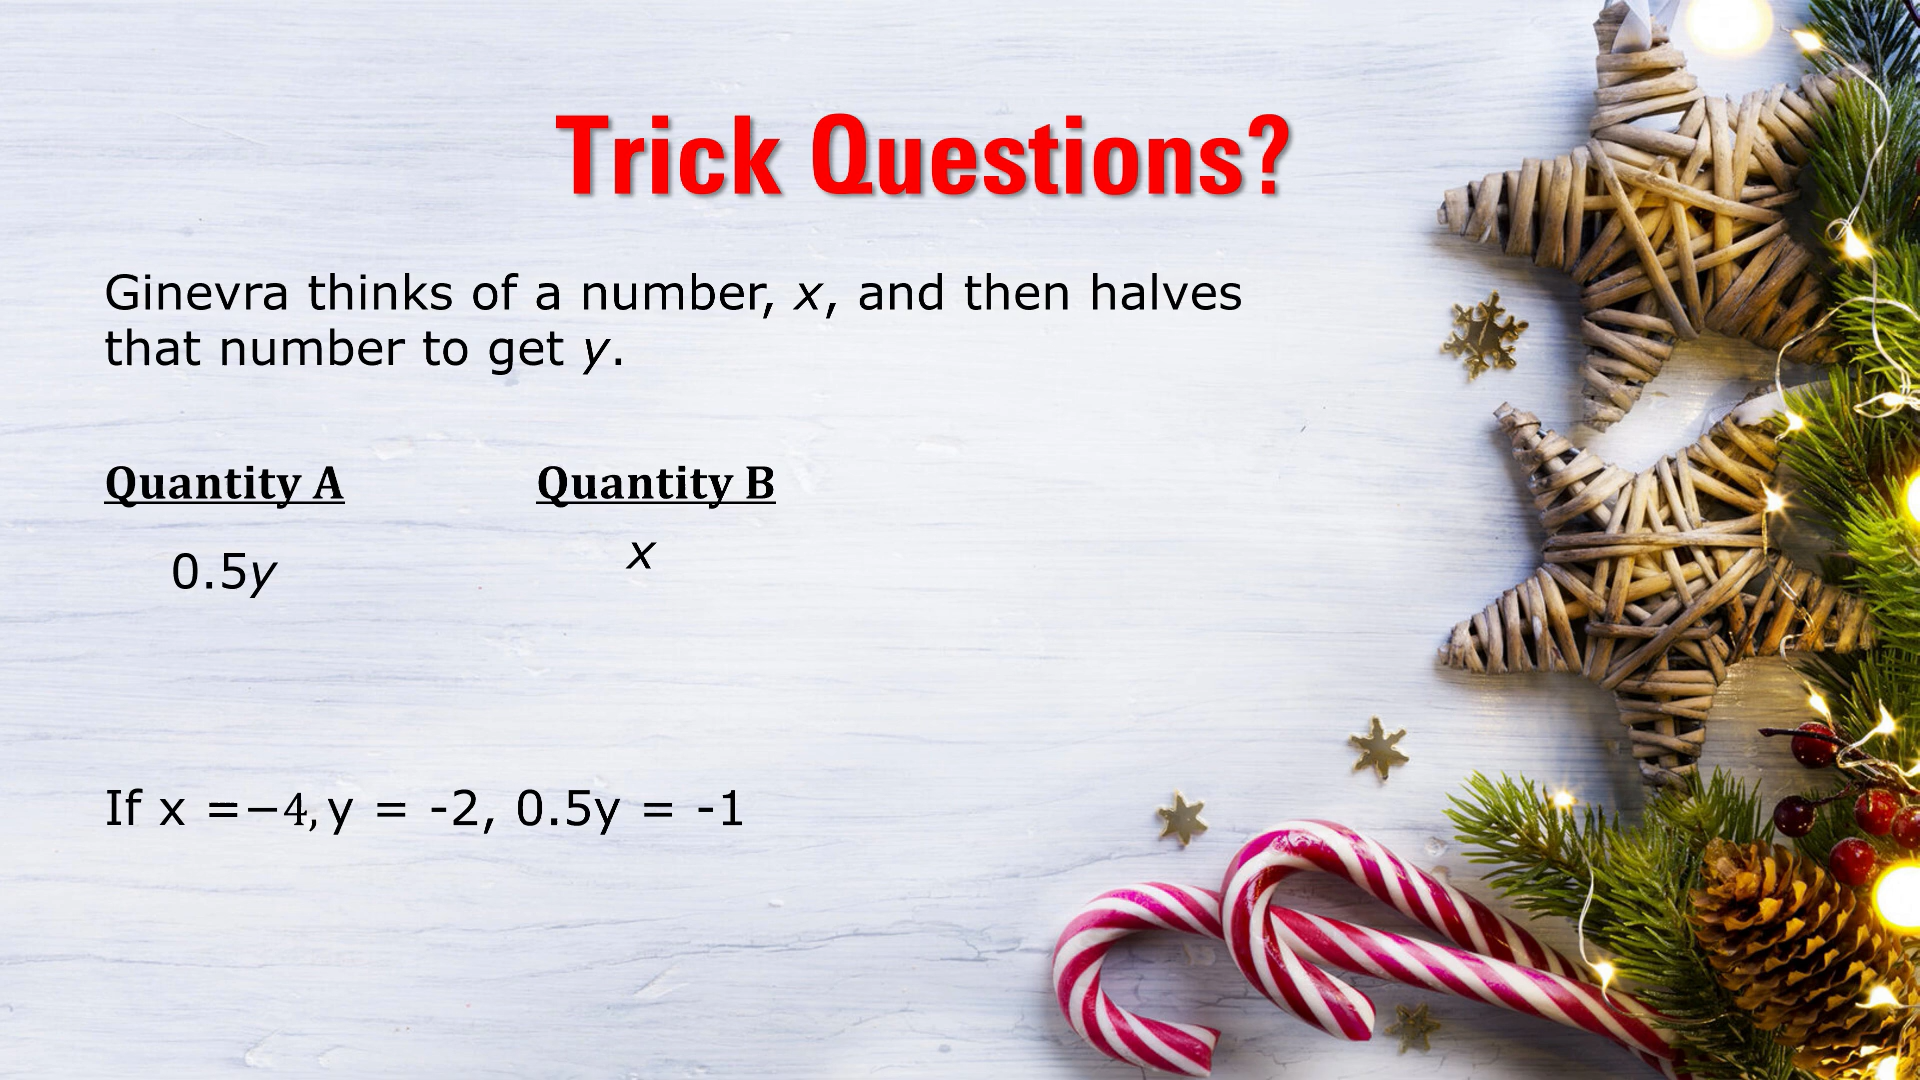 Trick Questions?
Ginevra thinks of a number, x, and then halves
that number to get y.
Quantity A Quantity B
0.5y x
If x =−4, y = -2, 0.5y = -1